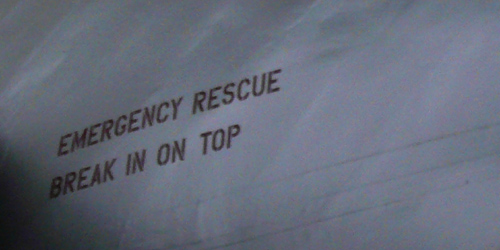 EMERGENCY RESCUE
BREAK IN ON TOP